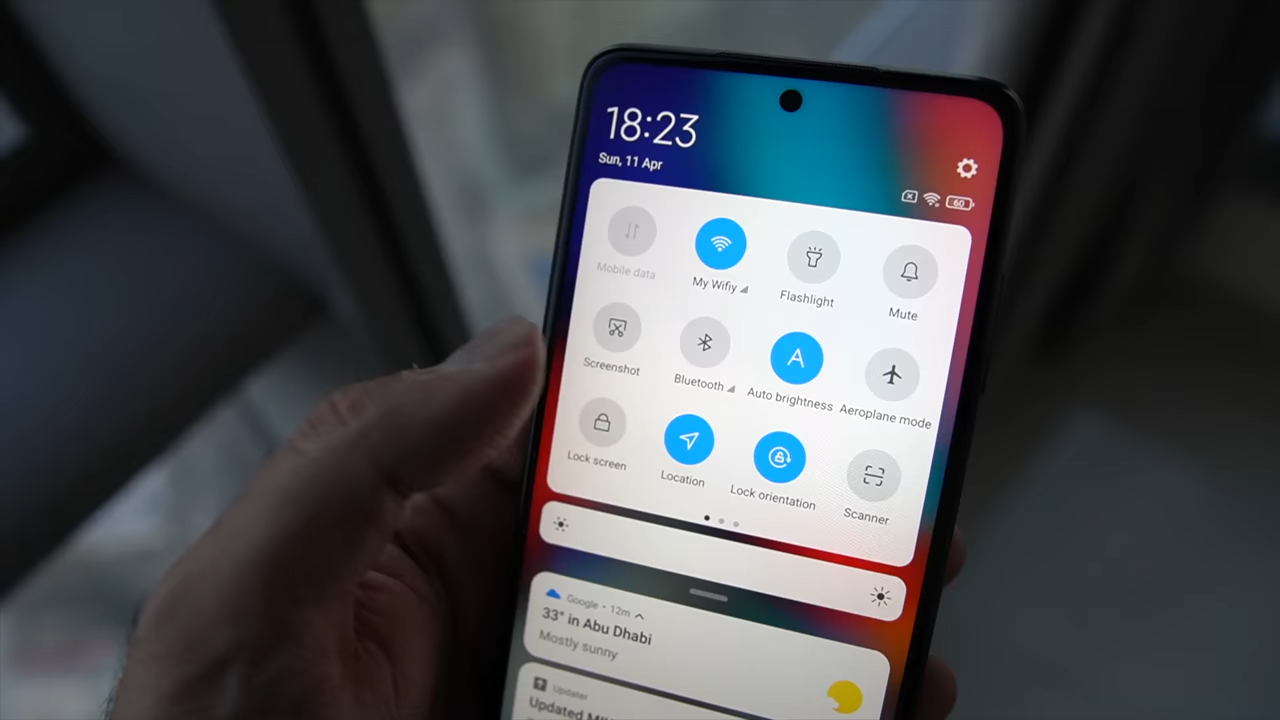 18:23
Sun, 11 Apr
60
Mobile data
My Wifiy
Flashlight
Mute
Screenshot
Bluetooth
A
Auto brightness
Aeroplane mode
Lock screen
Location
Lock orientation
Scanner
Google • 12m
33° in Abu Dhabi
Mostly sunny
Updater
Updated